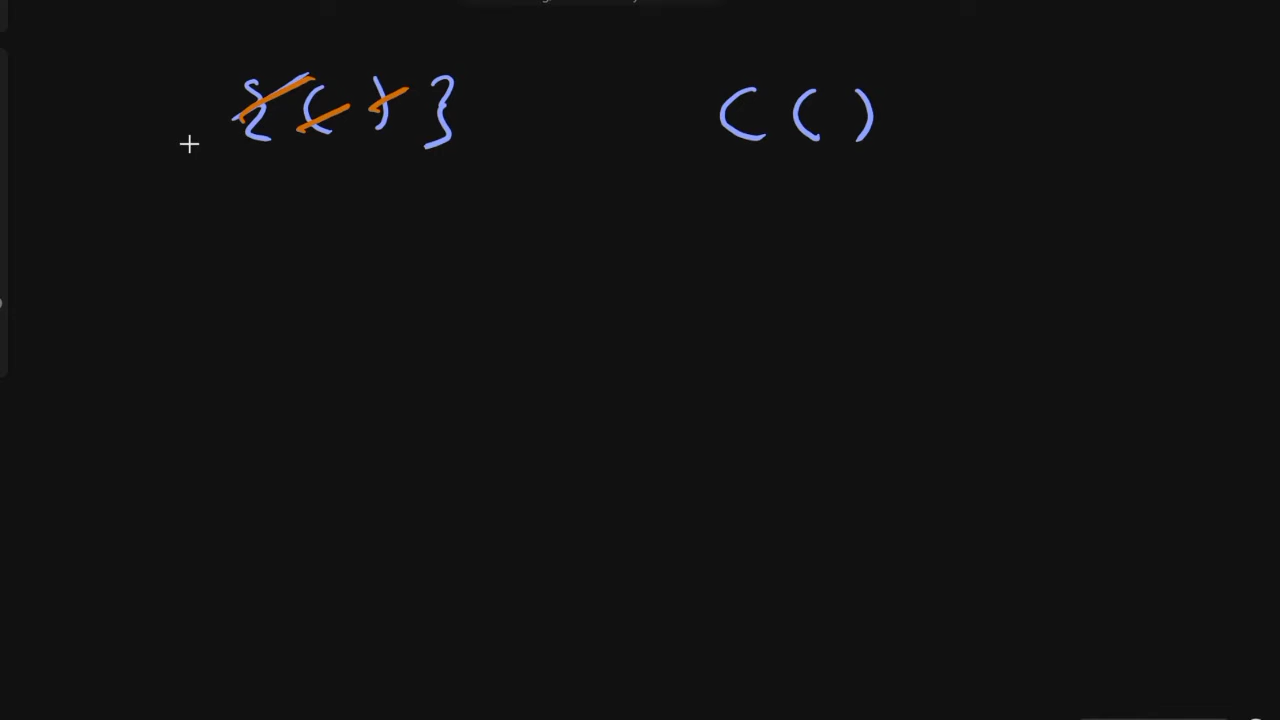 { ( ) } ( ( )